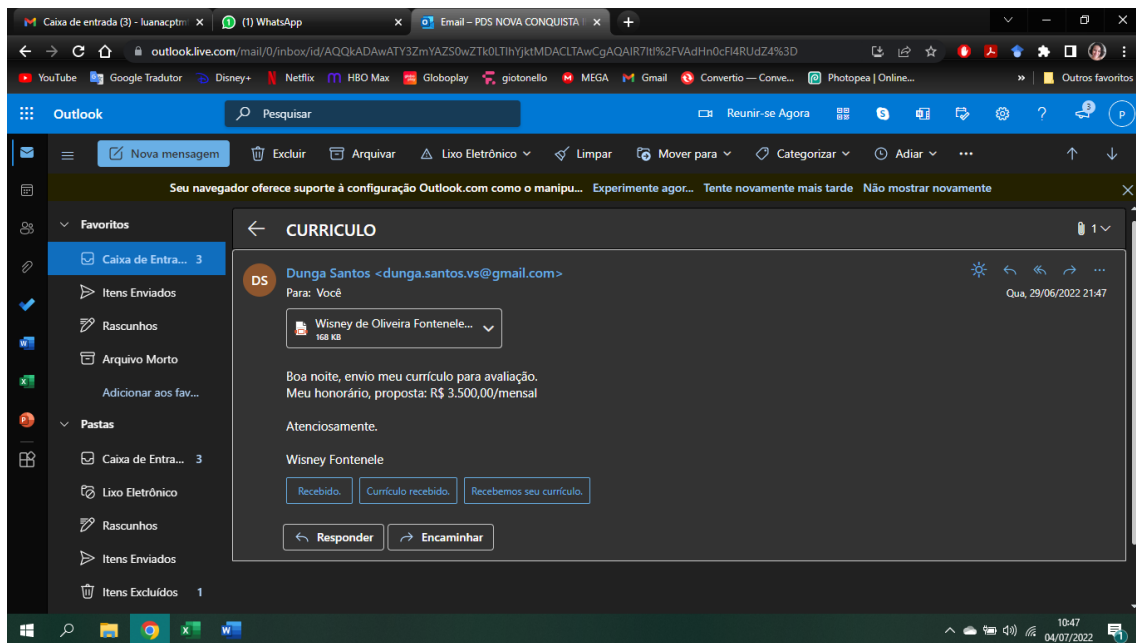 Caixa de entrada (3) - luanacptm
(1) WhatsApp
Email – PDS NOVA CONQUISTA
outlook.live.com/mail/0/inbox/id/AQQkADAwATY3ZmYAZS0wZTk0LTlhYjktMDACLTAwCgAQAIR7ItI%2FVAdHn0cFI4RUdZ4%3D
YouTube Google Tradutor Disney+ Netflix HBO Max Globoplay giotonello MEGA Gmail Convertio — Conve... Photopea | Online... » Outros favoritos
Outlook Pesquisar Reunir-se Agora 3 P
Nova mensagem Excluir Arquivar Lixo Eletrônico Limpar Mover para Categorizar Adiar ...
Seu navegador oferece suporte à configuração Outlook.com como o manipu... Experimente agor... Tente novamente mais tarde Não mostrar novamente
Favoritos
Caixa de Entra... 3
Itens Enviados
Rascunhos
Arquivo Morto
Adicionar aos fav...
Pastas
Caixa de Entra... 3
Lixo Eletrônico
Rascunhos
Itens Enviados
Itens Excluídos 1
CURRICULO 1
DS
Dunga Santos <dunga.santos.vs@gmail.com>
Para: Você
Qua, 29/06/2022 21:47
Wisney de Oliveira Fontenele...
168 KB
Boa noite, envio meu currículo para avaliação.
Meu honorário, proposta: R$ 3.500,00/mensal
Atenciosamente.
Wisney Fontenele
Recebido. Currículo recebido. Recebemos seu currículo.
Responder Encaminhar
10:47
04/07/2022